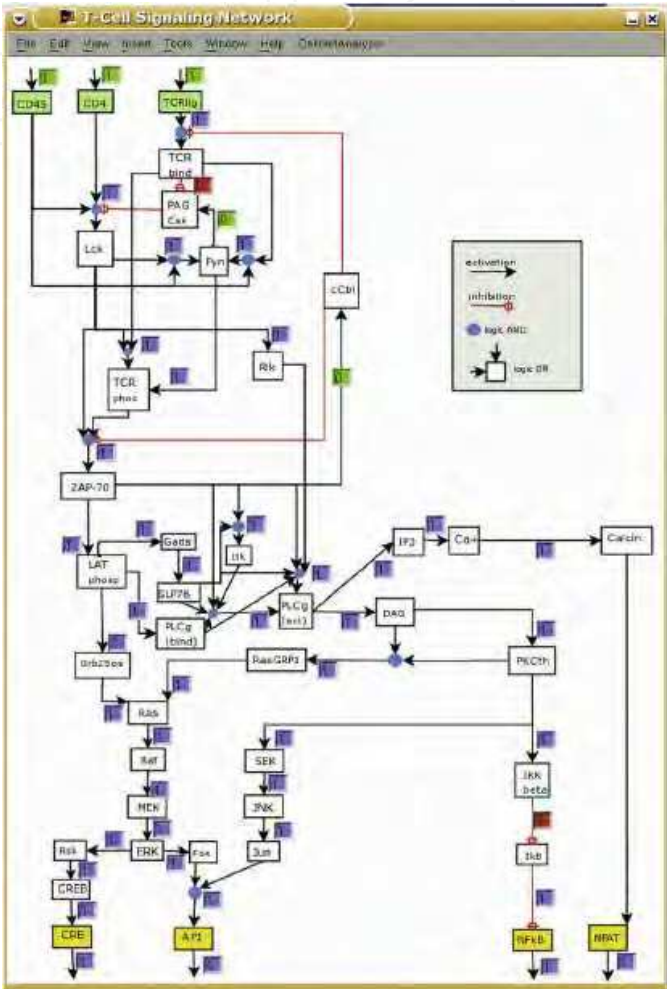 T-Cell Signaling Network
File Edit View Insert Tools Window Help CellNetAnalyzer
CD45
CD4
TCRlig
TCR
bind
PAG
Csk
Lck
Fyn
cCbl
Rlk
TCR
phos
activation
inhibition
logic AND
logic OR
ZAP-70
Gads
Itk
IP3
Ca+
Calcin.
LAT
phosp
SLP76
PLCg
(bind)
PLCg
(act)
DAG
Grb2Sos
RasGRP1
PKCth
RAS
Raf
SEK
IKK
beta
MEK
JNK
Rsk
ERK
Fos
Jun
IkB
CREB
CRE
AP1
NFkB
NFAT